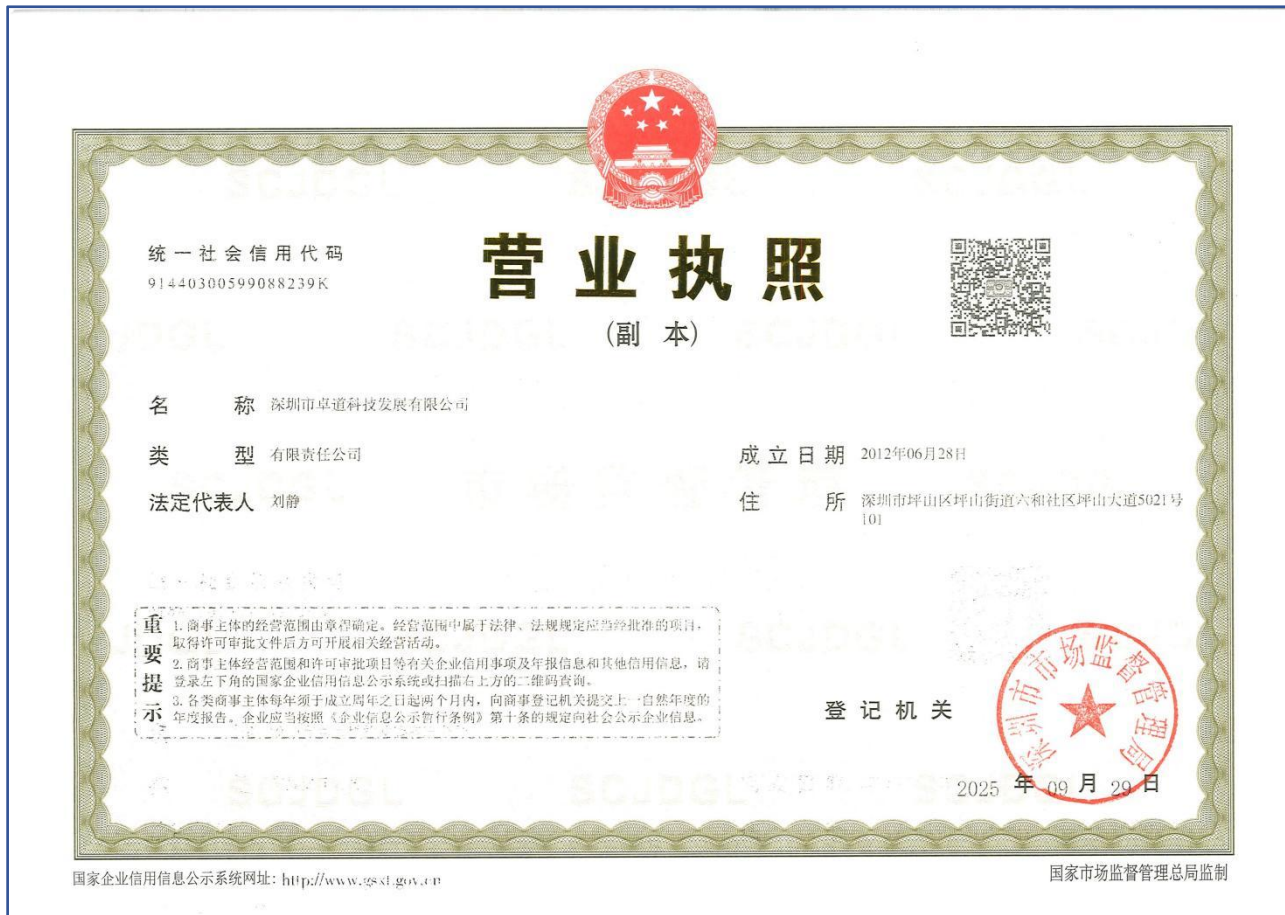 统一社会信用代码
91440300599088239K
营业执照
(副 本)
名 称 深圳市卓道科技发展有限公司
类 型 有限责任公司
成立日期 2012年06月28日
法定代表人 刘静
住 所 深圳市坪山区坪山街道六和社区坪山大道5021号
101
重要提示
1. 商事主体的经营范围由章程确定。经营范围中属于法律、法规规定应当经批准的项目,
取得许可审批文件后方可开展相关经营活动。
2. 商事主体经营范围和许可审批项目等有关企业信用事项及年报信息和其他信用信息,请
登录左下角的国家企业信用信息公示系统或扫描右上方的二维码查询。
3. 各类商事主体每年须于成立周年之日起两个月内,向商事登记机关提交上一自然年度的
年度报告。企业应当按照《企业信息公示暂行条例》第十条的规定向社会公示企业信息。
登记机关
深圳市市场监督管理局
2025 年 09 月 29 日
国家企业信用信息公示系统网址: http://www.gsxt.gov.cn
国家市场监督管理总局监制